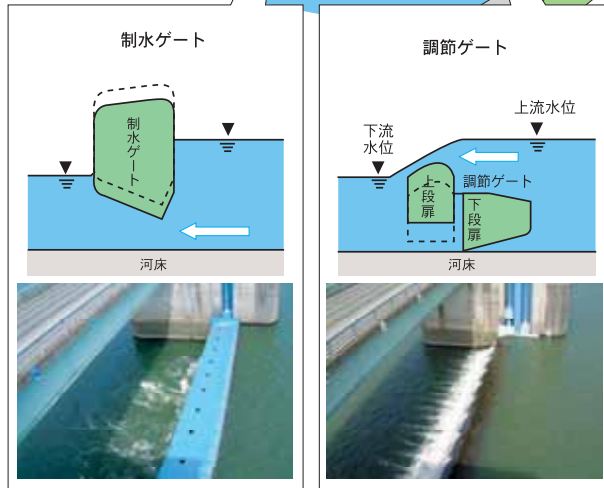 制水ゲート
制水ゲート
河床
調節ゲート
上流水位
下流
水位
調節ゲート
上段扉
下段扉
河床